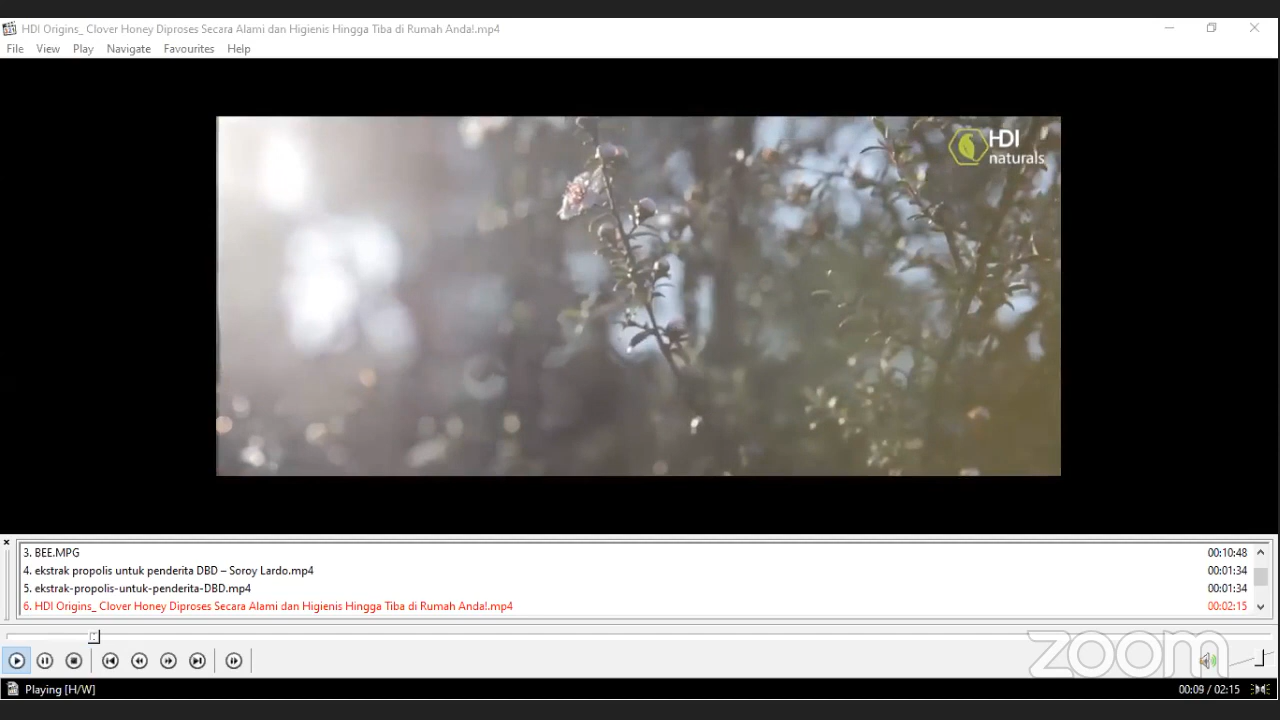 HDI Origins_ Clover Honey Diproses Secara Alami dan Higienis Hingga Tiba di Rumah Anda!.mp4
File View Play Navigate Favourites Help
HDI
naturals
3. BEE.MPG 00:10:48
4. ekstrak propolis untuk penderita DBD – Soroy Lardo.mp4 00:01:34
5. ekstrak-propolis-untuk-penderita-DBD.mp4 00:01:34
6. HDI Origins_ Clover Honey Diproses Secara Alami dan Higienis Hingga Tiba di Rumah Anda!.mp4 00:02:15
zoom
Playing [H/W] 00:09 / 02:15